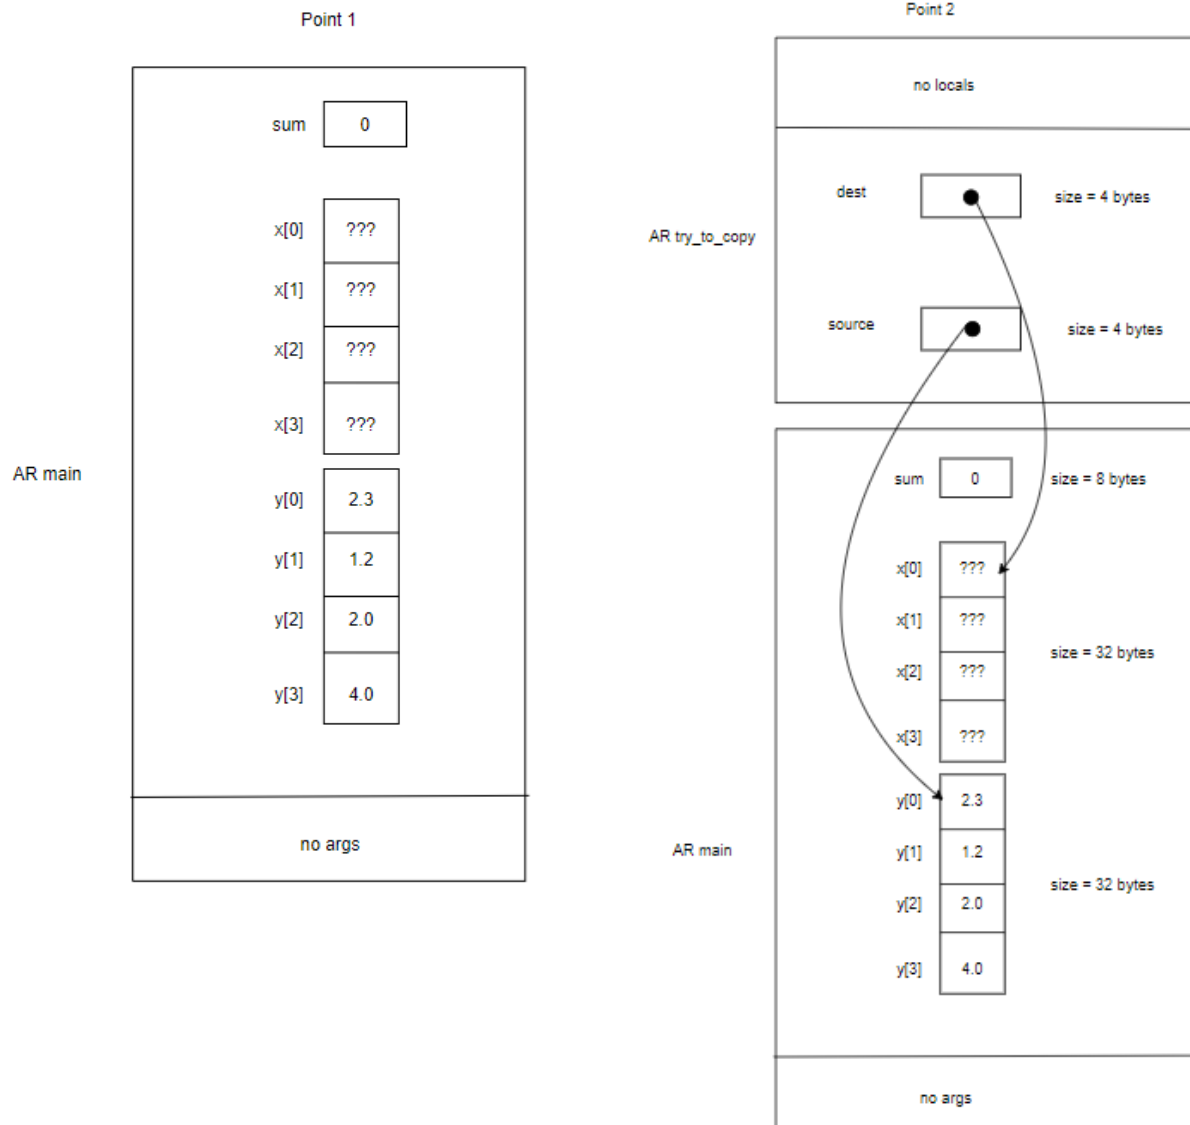 Point 1
sum 0
x[0] ???
x[1] ???
x[2] ???
x[3] ???
AR main
y[0] 2.3
y[1] 1.2
y[2] 2.0
y[3] 4.0
no args
Point 2
no locals
dest size = 4 bytes
AR try_to_copy
source size = 4 bytes
sum 0 size = 8 bytes
x[0] ???
x[1] ???
size = 32 bytes
x[2] ???
x[3] ???
y[0] 2.3
AR main
y[1] 1.2
size = 32 bytes
y[2] 2.0
y[3] 4.0
no args